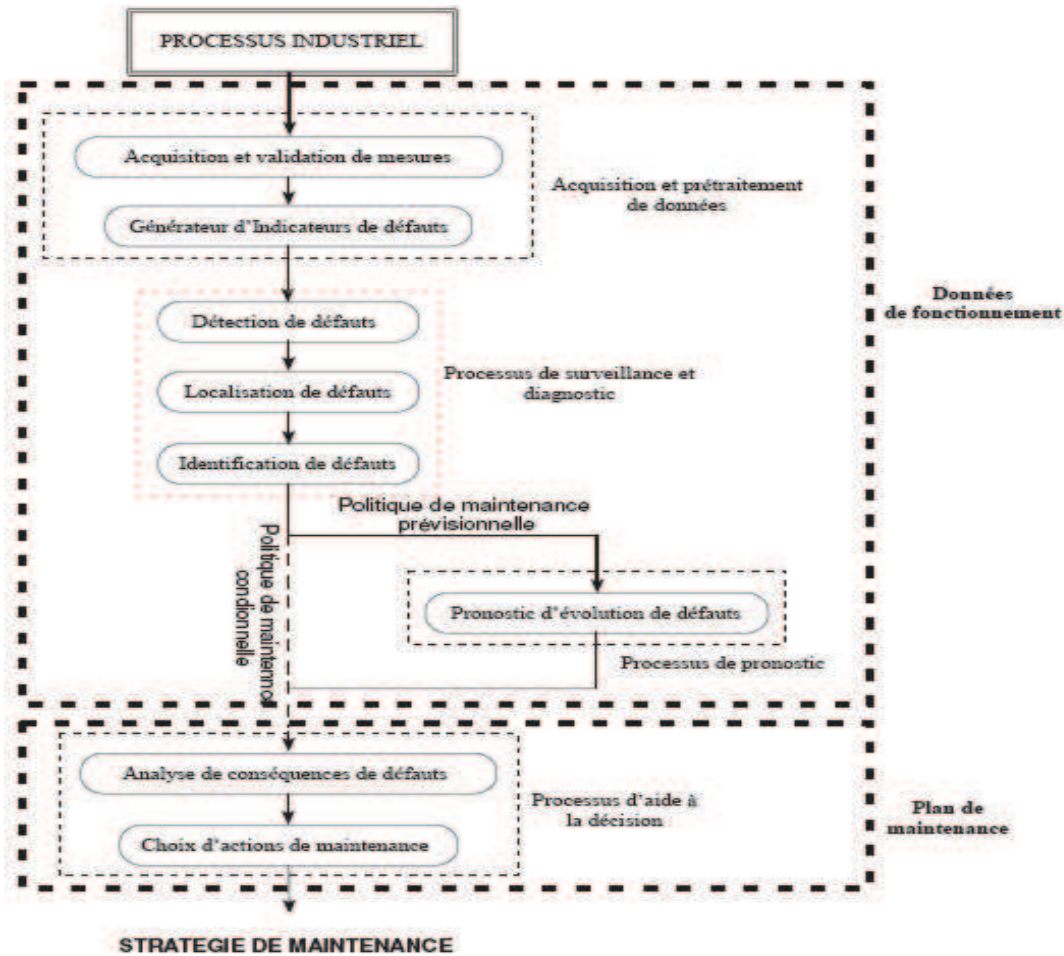 PROCESSUS INDUSTRIEL
Acquisition et validation de mesures
Générateur d'Indicateurs de défauts
Acquisition et prétraitement
de données
Détection de défauts
Localisation de défauts
Identification de défauts
Processus de surveillance et
diagnostic
Données
de fonctionnement
Politique de maintenance
prévisionnelle
Politique de
condionnelle
Pronostic d'évolution de défauts
Processus de pronostic
Analyse de conséquences de défauts
Choix d'actions de maintenance
Processus d'aide à
la décision
Plan de
maintenance
STRATEGIE DE MAINTENANCE